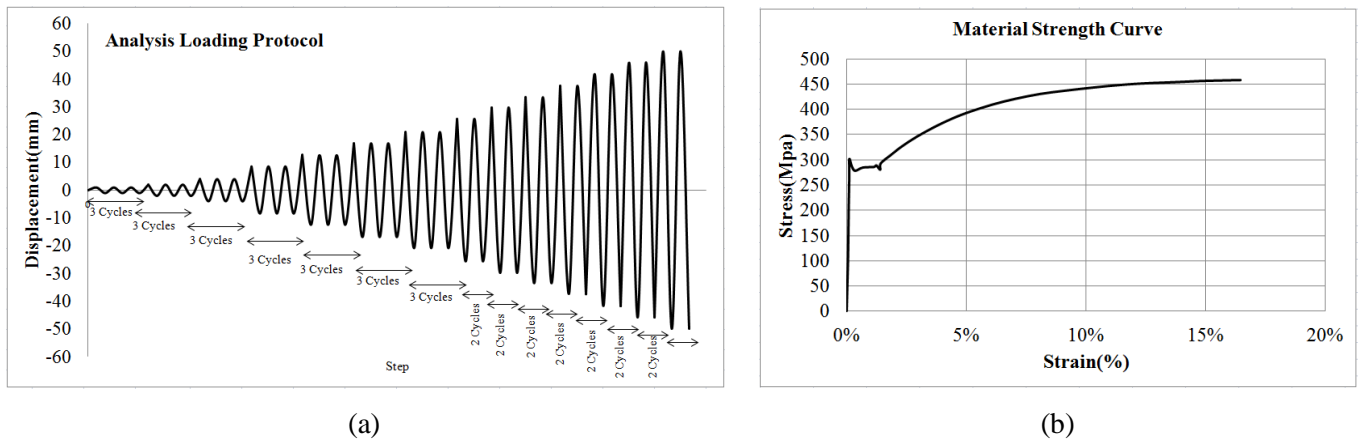 Analysis Loading Protocol
Displacement(mm)
60
50
40
30
20
10
0
-10
-20
-30
-40
-50
-60
0
3 Cycles
3 Cycles
3 Cycles
3 Cycles
3 Cycles
3 Cycles
3 Cycles
2 Cycles
2 Cycles
2 Cycles
2 Cycles
2 Cycles
2 Cycles
2 Cycles
Step
(a)
Material Strength Curve
Stress(Mpa)
500
450
400
350
300
250
200
150
100
50
0
0%
5%
10%
15%
20%
Strain(%)
(b)